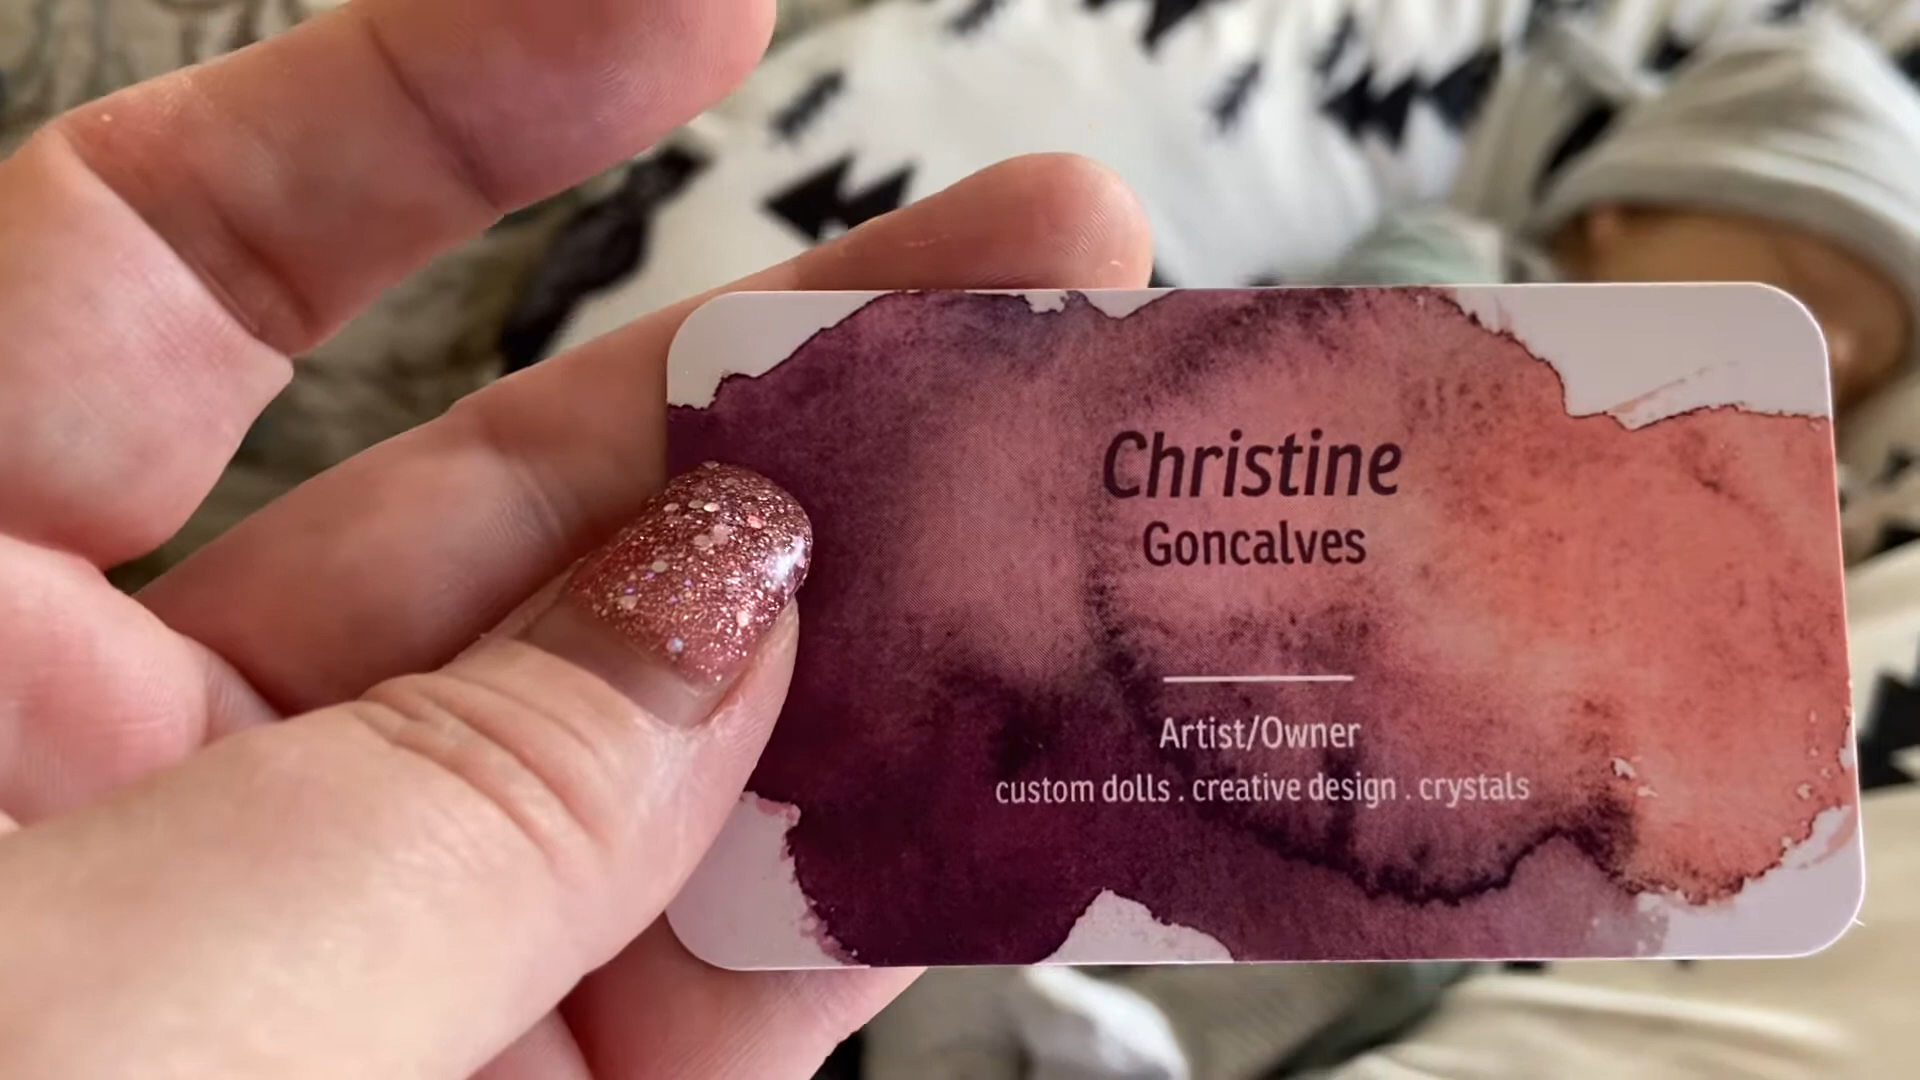 Christine
Goncalves
Artist/Owner
custom dolls . creative design . crystals